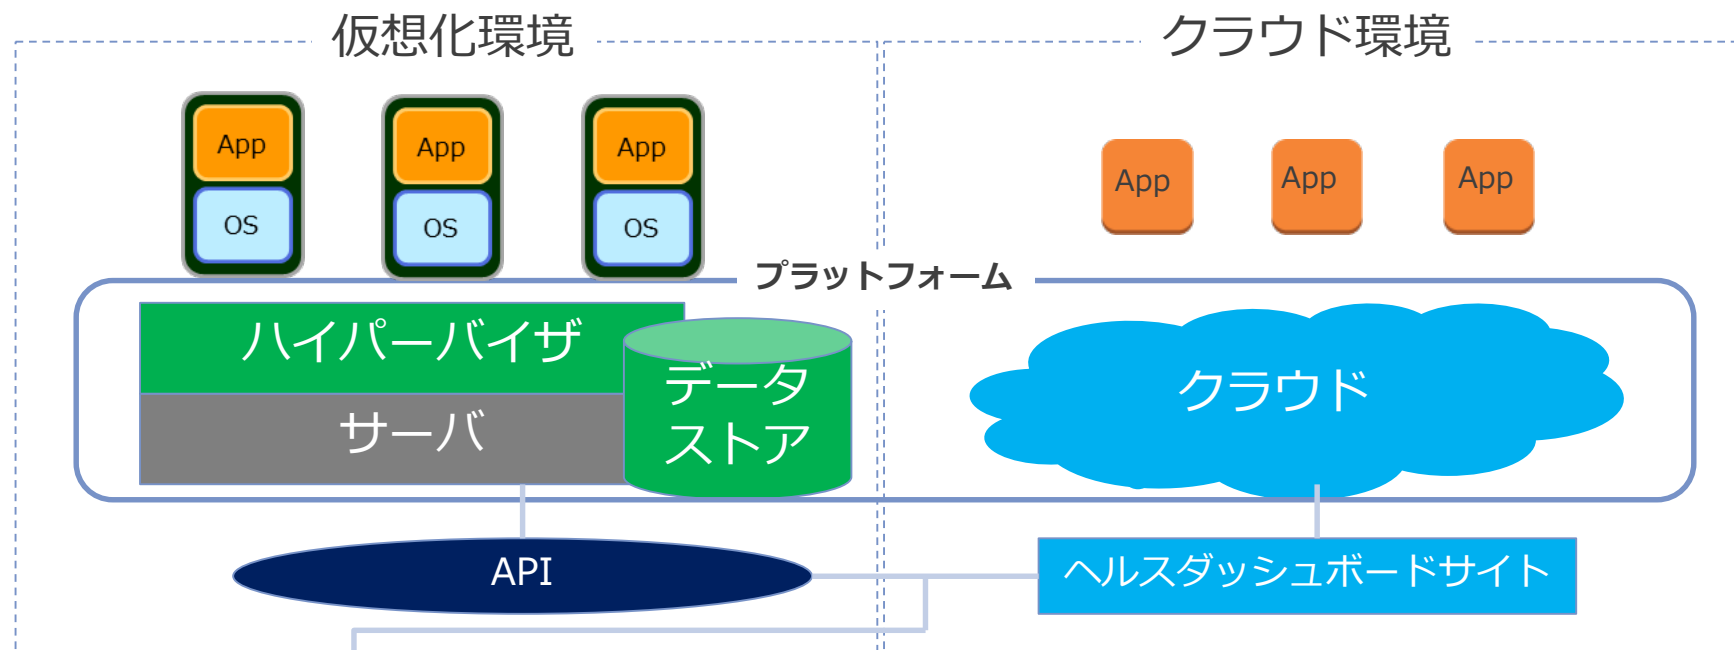 仮想化環境
クラウド環境
App
App
App
OS
OS
OS
App
App
App
プラットフォーム
ハイパーバイザ
サーバ
データ
ストア
クラウド
API
ヘルスダッシュボードサイト